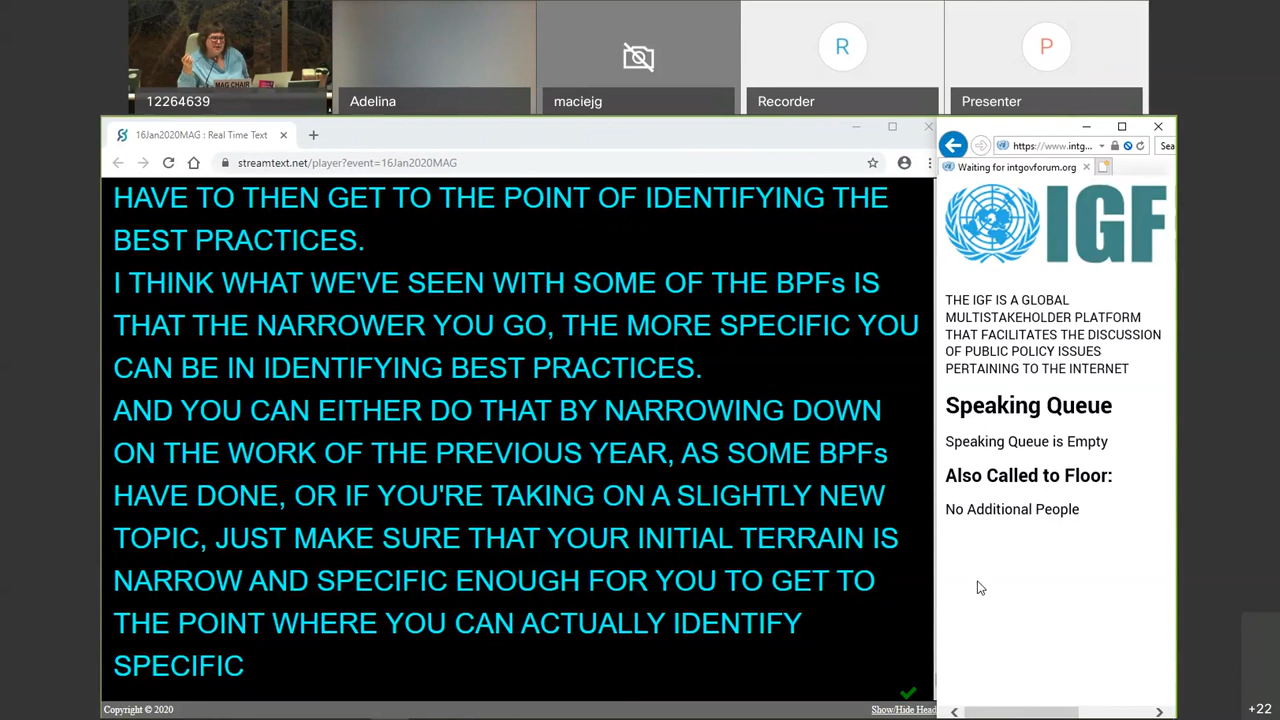 MAG CHAIR
12264639
Adelina
maciejg
R
Recorder
P
Presenter
16Jan2020MAG : Real Time Text
streamtext.net/player?event=16Jan2020MAG
HAVE TO THEN GET TO THE POINT OF IDENTIFYING THE
BEST PRACTICES.
I THINK WHAT WE'VE SEEN WITH SOME OF THE BPFs IS
THAT THE NARROWER YOU GO, THE MORE SPECIFIC YOU
CAN BE IN IDENTIFYING BEST PRACTICES.
AND YOU CAN EITHER DO THAT BY NARROWING DOWN
ON THE WORK OF THE PREVIOUS YEAR, AS SOME BPFs
HAVE DONE, OR IF YOU'RE TAKING ON A SLIGHTLY NEW
TOPIC, JUST MAKE SURE THAT YOUR INITIAL TERRAIN IS
NARROW AND SPECIFIC ENOUGH FOR YOU TO GET TO
THE POINT WHERE YOU CAN ACTUALLY IDENTIFY
SPECIFIC
Copyright © 2020
Show/Hide Head
https://www.intg...
Sea
Waiting for intgovforum.org
IGF
THE IGF IS A GLOBAL
MULTISTAKEHOLDER PLATFORM
THAT FACILITATES THE DISCUSSION
OF PUBLIC POLICY ISSUES
PERTAINING TO THE INTERNET
Speaking Queue
Speaking Queue is Empty
Also Called to Floor:
No Additional People
+22